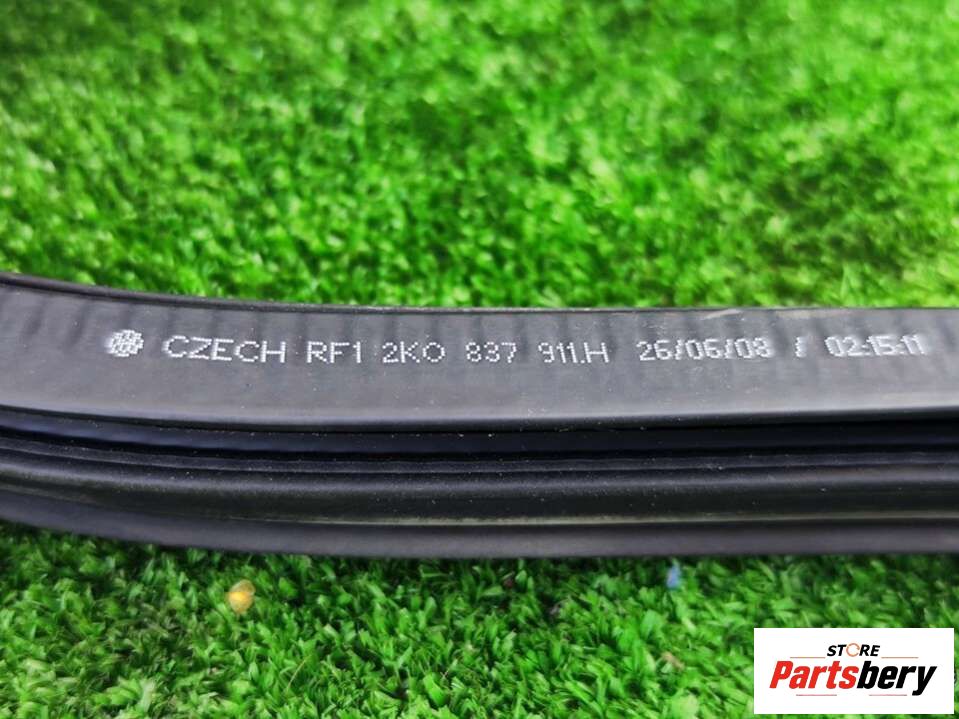 CZECH RF1 2K0 837 911.H 26/06/08 / 02:15:11
STORE
Partsbery